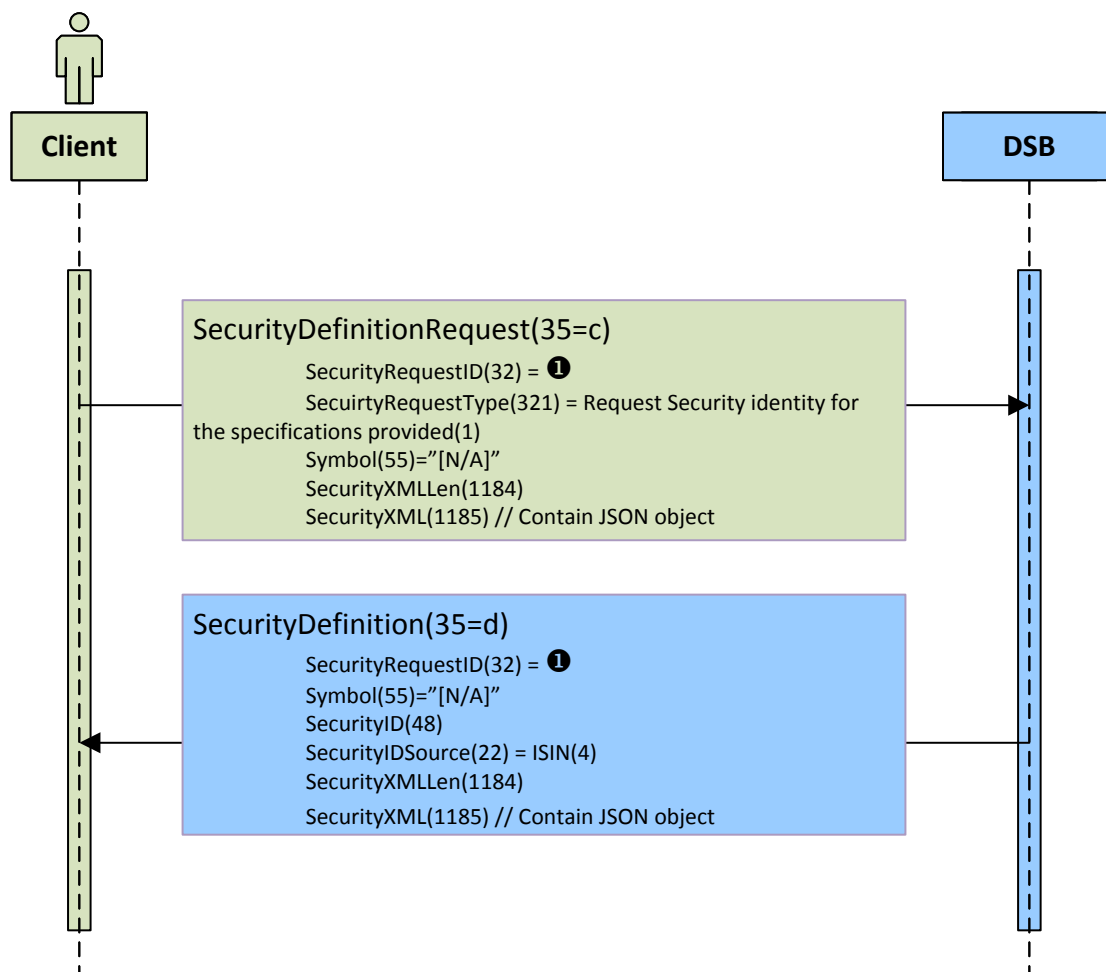 Client
DSB
SecurityDefinitionRequest(35=c)
SecurityRequestID(32) = ❶
SecuirtyRequestType(321) = Request Security identity for
the specifications provided(1)
Symbol(55)=”[N/A]”
SecurityXMLLen(1184)
SecurityXML(1185) // Contain JSON object
SecurityDefinition(35=d)
SecurityRequestID(32) = ❶
Symbol(55)=”[N/A]”
SecurityID(48)
SecurityIDSource(22) = ISIN(4)
SecurityXMLLen(1184)
SecurityXML(1185) // Contain JSON object